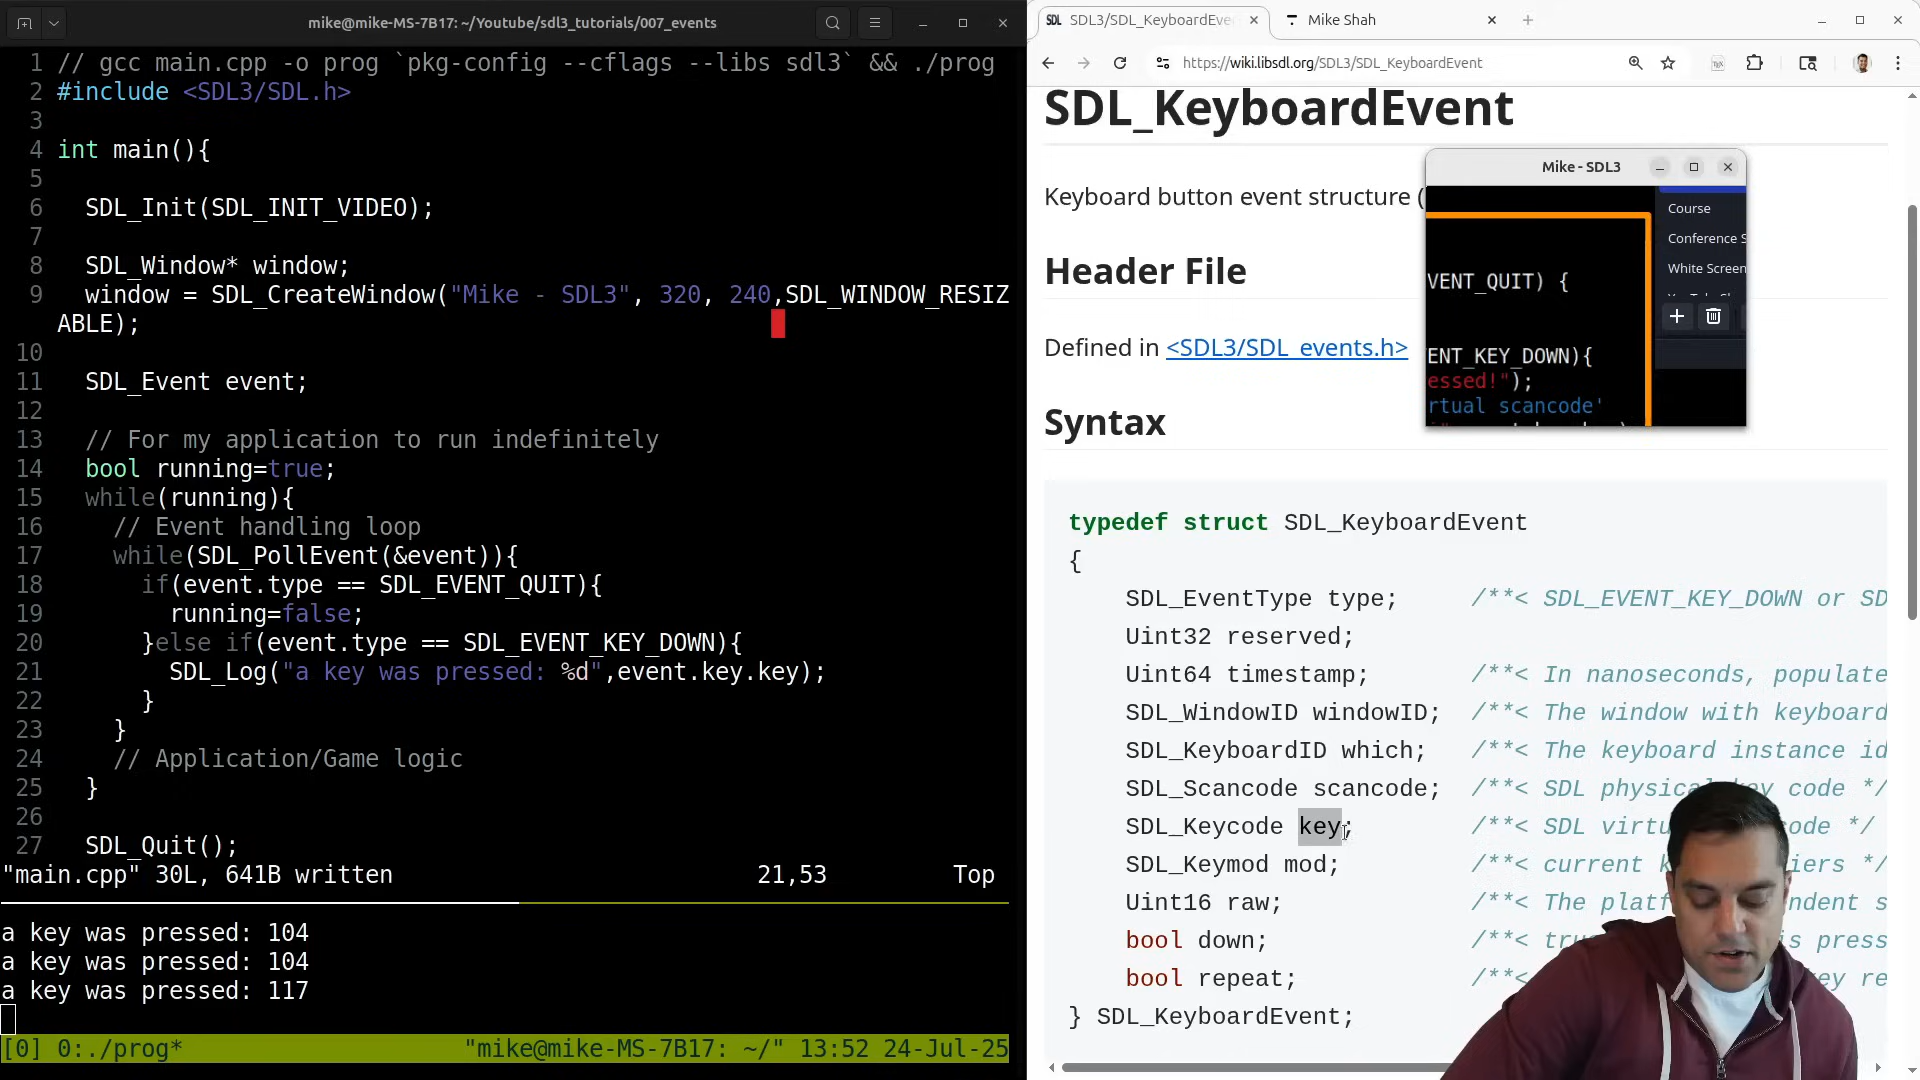 mike@mike-MS-7B17: ~/Youtube/sdl3_tutorials/007_events
1 // gcc main.cpp -o prog `pkg-config --cflags --libs sdl3` && ./prog
2 #include <SDL3/SDL.h>
3
4 int main(){
5
6 SDL_Init(SDL_INIT_VIDEO);
7
8 SDL_Window* window;
9 window = SDL_CreateWindow("Mike - SDL3", 320, 240,SDL_WINDOW_RESIZ
ABLE);
10
11 SDL_Event event;
12
13 // For my application to run indefinitely
14 bool running=true;
15 while(running){
16 // Event handling loop
17 while(SDL_PollEvent(&event)){
18 if(event.type == SDL_EVENT_QUIT){
19 running=false;
20 }else if(event.type == SDL_EVENT_KEY_DOWN){
21 SDL_Log("a key was pressed: %d",event.key.key);
22 }
23 }
24 // Application/Game logic
25 }
26
27 SDL_Quit();
"main.cpp" 30L, 641B written 21,53 Top
a key was pressed: 104
a key was pressed: 104
a key was pressed: 117
[0] 0:./prog* "mike@mike-MS-7B17: ~/" 13:52 24-Jul-25
SDL SDL3/SDL_KeyboardEve
Mike Shah
https://wiki.libsdl.org/SDL3/SDL_KeyboardEvent
SDL_KeyboardEvent
Keyboard button event structure (
Header File
Defined in <SDL3/SDL_events.h>
Syntax
typedef struct SDL_KeyboardEvent
{
SDL_EventType type; /**< SDL_EVENT_KEY_DOWN or SD
Uint32 reserved;
Uint64 timestamp; /**< In nanoseconds, populate
SDL_WindowID windowID; /**< The window with keyboard
SDL_KeyboardID which; /**< The keyboard instance id
SDL_Scancode scancode; /**< SDL physical key code */
SDL_Keycode key; /**< SDL virtu code */
SDL_Keymod mod; /**< current k iers */
Uint16 raw; /**< The platf ndent s
bool down; /**< tru is press
bool repeat; /**< ey re
} SDL_KeyboardEvent;
Mike - SDL3
Course
Conference S
White Screen
VENT_QUIT) {
ENT_KEY_DOWN){
essed!");
rtual scancode'